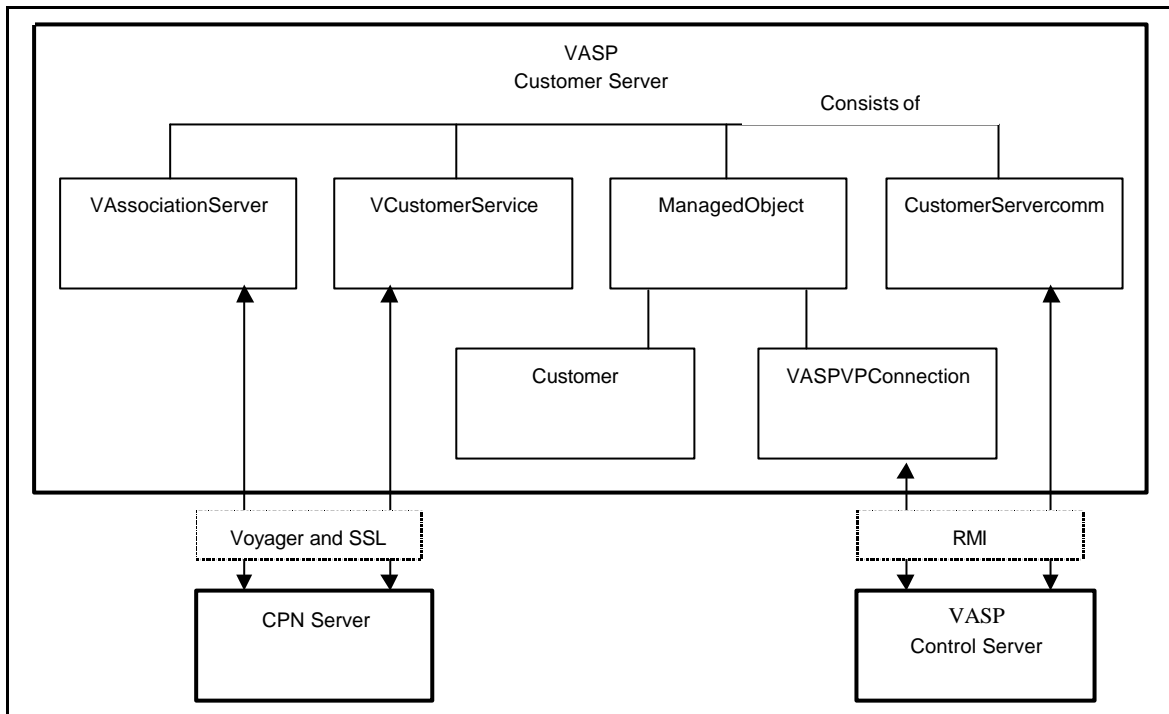 VASP
Customer Server
Consists of
VAssociationServer
VCustomerService
ManagedObject
CustomerServercomm
Customer
VASPVPConnection
Voyager and SSL
RMI
CPN Server
VASP
Control Server